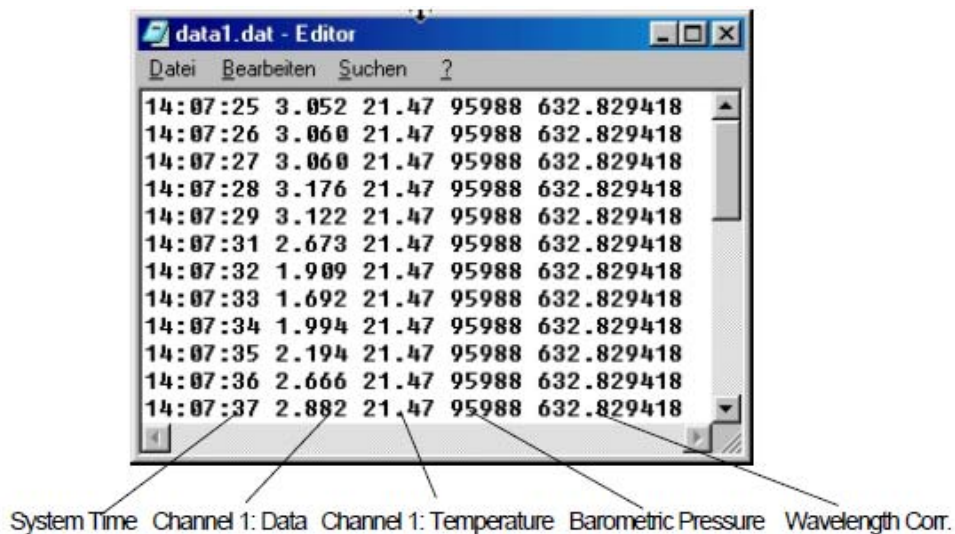 data1.dat - Editor
Datei Bearbeiten Suchen ?
14:07:25 3.052 21.47 95988 632.829418
14:07:26 3.060 21.47 95988 632.829418
14:07:27 3.060 21.47 95988 632.829418
14:07:28 3.176 21.47 95988 632.829418
14:07:29 3.122 21.47 95988 632.829418
14:07:31 2.673 21.47 95988 632.829418
14:07:32 1.909 21.47 95988 632.829418
14:07:33 1.692 21.47 95988 632.829418
14:07:34 1.994 21.47 95988 632.829418
14:07:35 2.194 21.47 95988 632.829418
14:07:36 2.666 21.47 95988 632.829418
14:07:37 2.882 21.47 95988 632.829418
System Time Channel 1: Data Channel 1: Temperature Barometric Pressure Wavelength Corr.